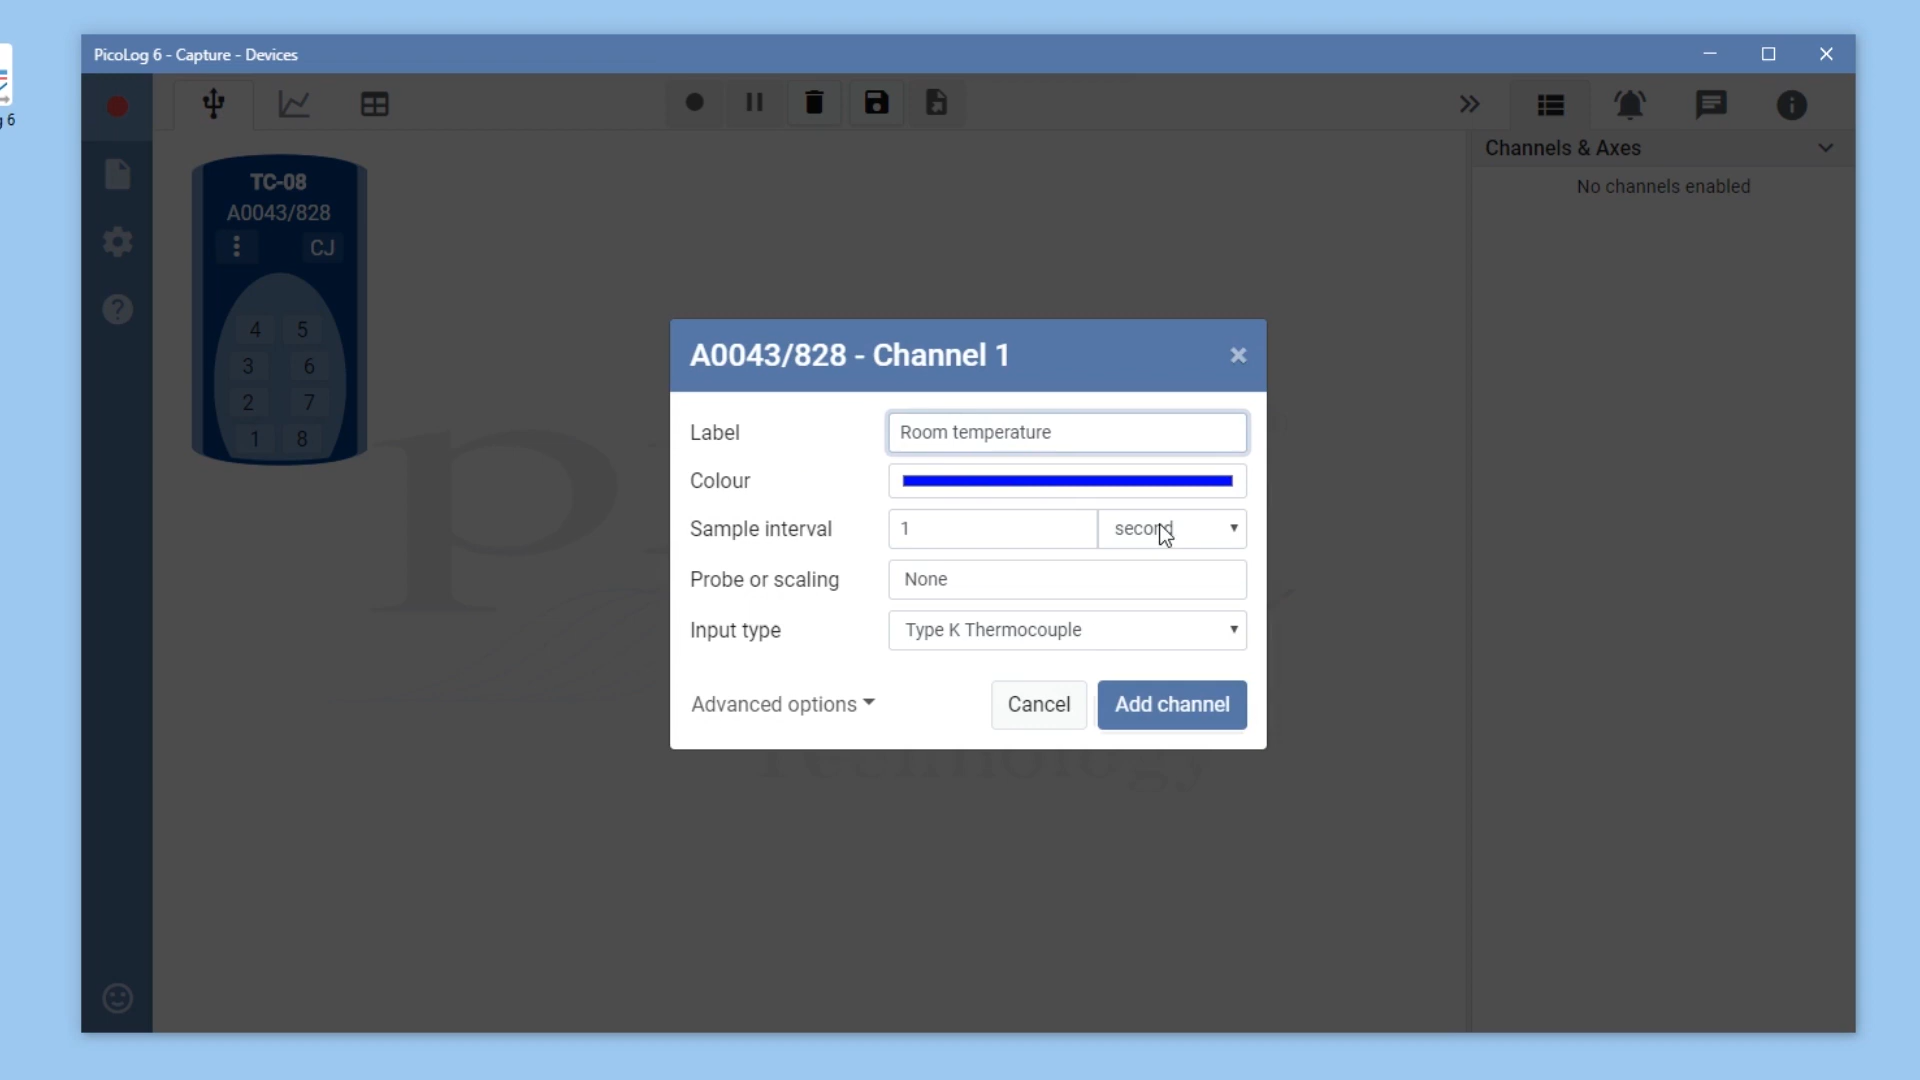 PicoLog 6 - Capture - Devices
g 6
TC-08
A0043/828
CJ
4 5
3 6
2 7
1 8
Channels & Axes
No channels enabled
A0043/828 - Channel 1
Label
Room temperature
Colour
Sample interval
1
second
Probe or scaling
None
Input type
Type K Thermocouple
Advanced options
Cancel
Add channel
Technology